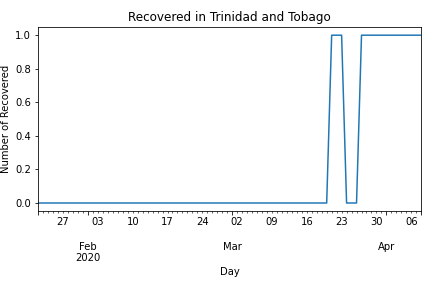 Recovered in Trinidad and Tobago
Number of Recovered
1.0
0.8
0.6
0.4
0.2
0.0
27 03 10 17 24 02 09 16 23 30 06
Feb Mar Apr
2020
Day